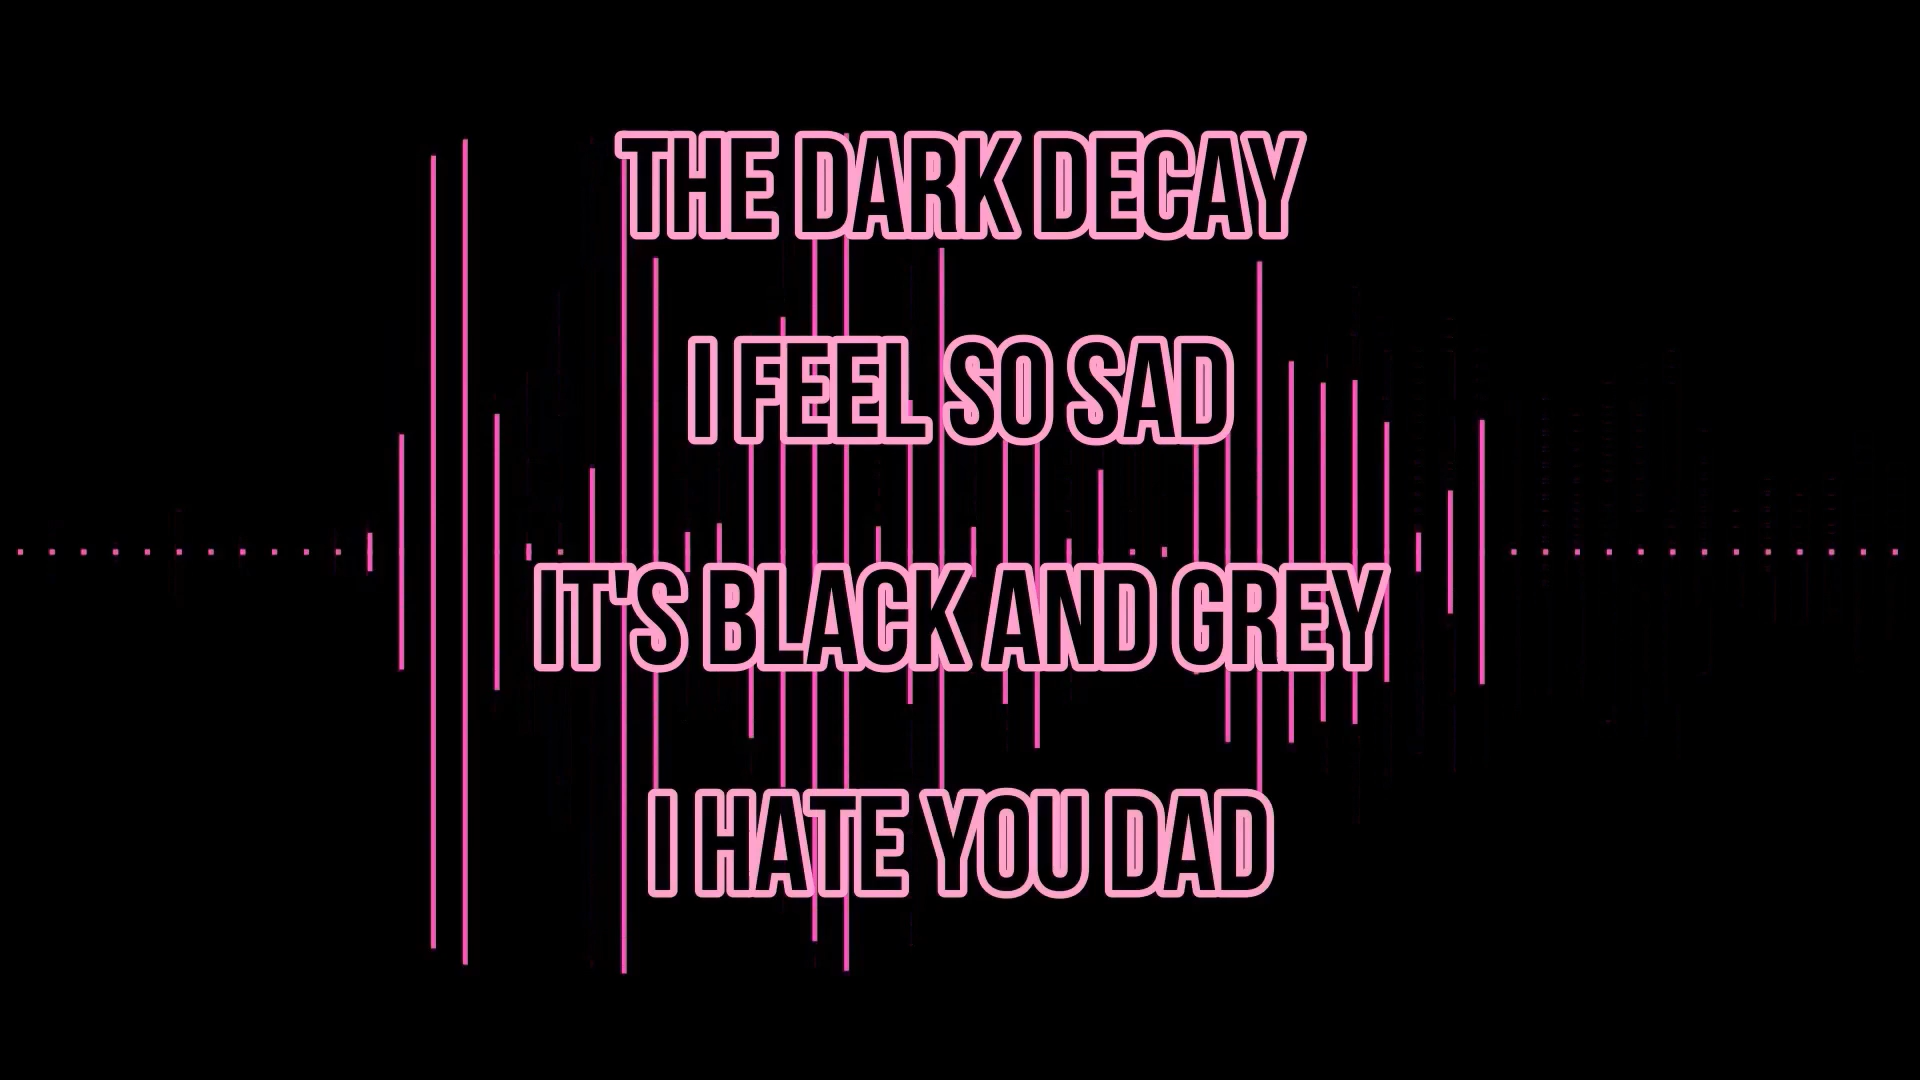 THE DARK DECAY
I FEEL SO SAD
IT'S BLACK AND GREY
I HATE YOU DAD